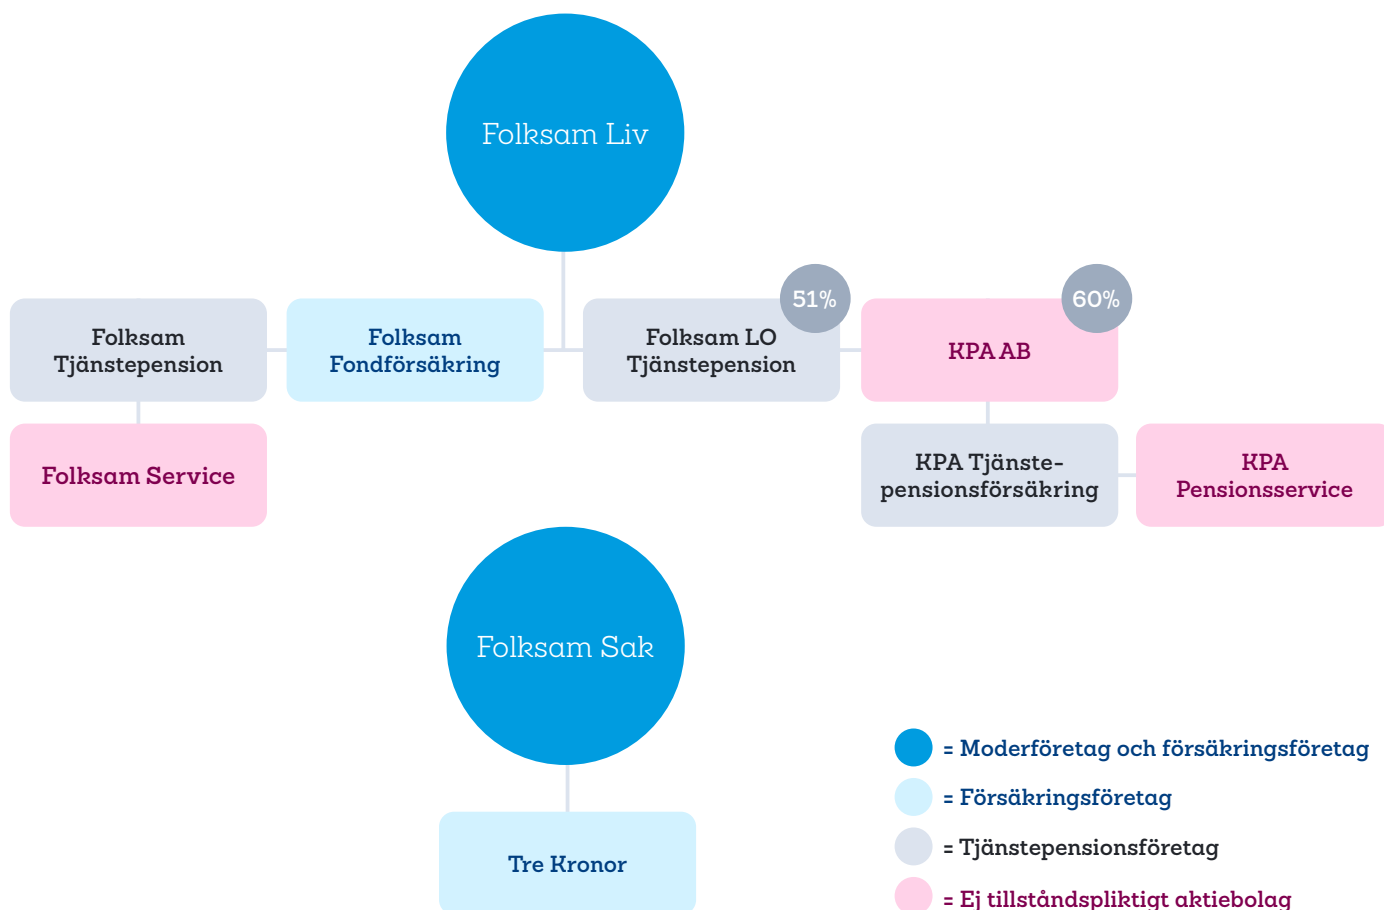 Folksam Liv
51%
60%
Folksam
Tjänstepension
Folksam
Fondförsäkring
Folksam LO
Tjänstepension
KPA AB
Folksam Service
KPA Tjänste-
pensionsförsäkring
KPA
Pensionsservice
Folksam Sak
Tre Kronor
= Moderföretag och försäkringsföretag
= Försäkringsföretag
= Tjänstepensionsföretag
= Ej tillståndspliktigt aktiebolag